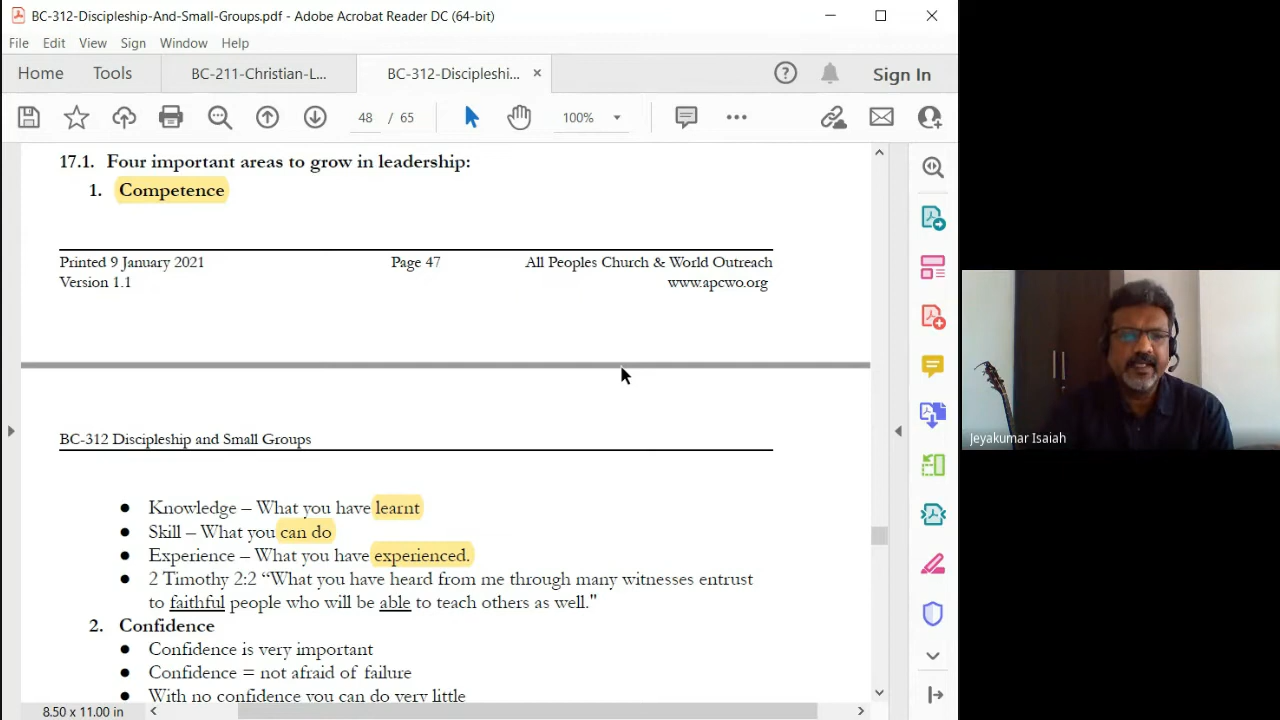 BC-312-Discipleship-And-Small-Groups.pdf - Adobe Acrobat Reader DC (64-bit)
File Edit View Sign Window Help
Home Tools BC-211-Christian-L... BC-312-Discipleshi... Sign In
48 / 65 100%
17.1. Four important areas to grow in leadership:
1. Competence
Printed 9 January 2021 Page 47 All Peoples Church & World Outreach
Version 1.1 www.apcwo.org
BC-312 Discipleship and Small Groups
● Knowledge – What you have learnt
● Skill – What you can do
● Experience – What you have experienced.
● 2 Timothy 2:2 “What you have heard from me through many witnesses entrust
to faithful people who will be able to teach others as well."
2. Confidence
● Confidence is very important
● Confidence = not afraid of failure
● With no confidence you can do very little
8.50 x 11.00 in
Jeyakumar Isaiah